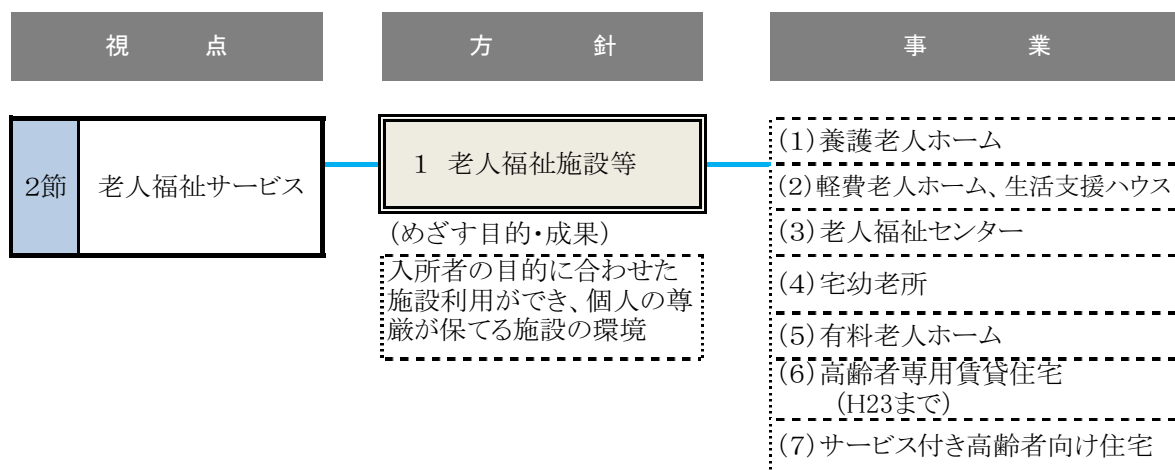 視　点
方　針
事　業
2節
老人福祉サービス
1 老人福祉施設等
(めざす目的・成果)
入所者の目的に合わせた
施設利用ができ、個人の尊
厳が保てる施設の環境
(1)養護老人ホーム
(2)軽費老人ホーム、生活支援ハウス
(3)老人福祉センター
(4)宅幼老所
(5)有料老人ホーム
(6)高齢者専用賃貸住宅
(H23まで)
(7)サービス付き高齢者向け住宅